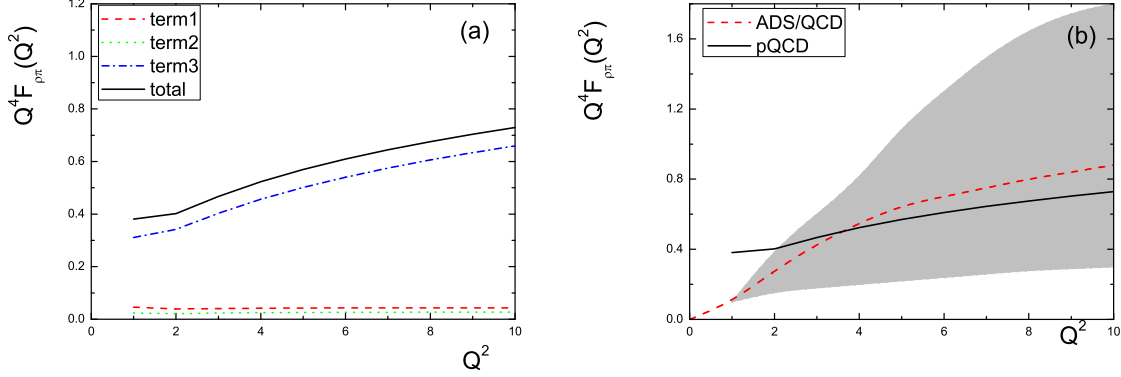 (a)
term1
term2
term3
total
Q⁴F_ρπ(Q²)
1.2
1.0
0.8
0.6
0.4
0.2
0.0
0 2 4 6 8 10
Q²
(b)
ADS/QCD
pQCD
Q⁴F_ρπ(Q²)
1.6
1.2
0.8
0.4
0.0
0 2 4 6 8 10
Q²